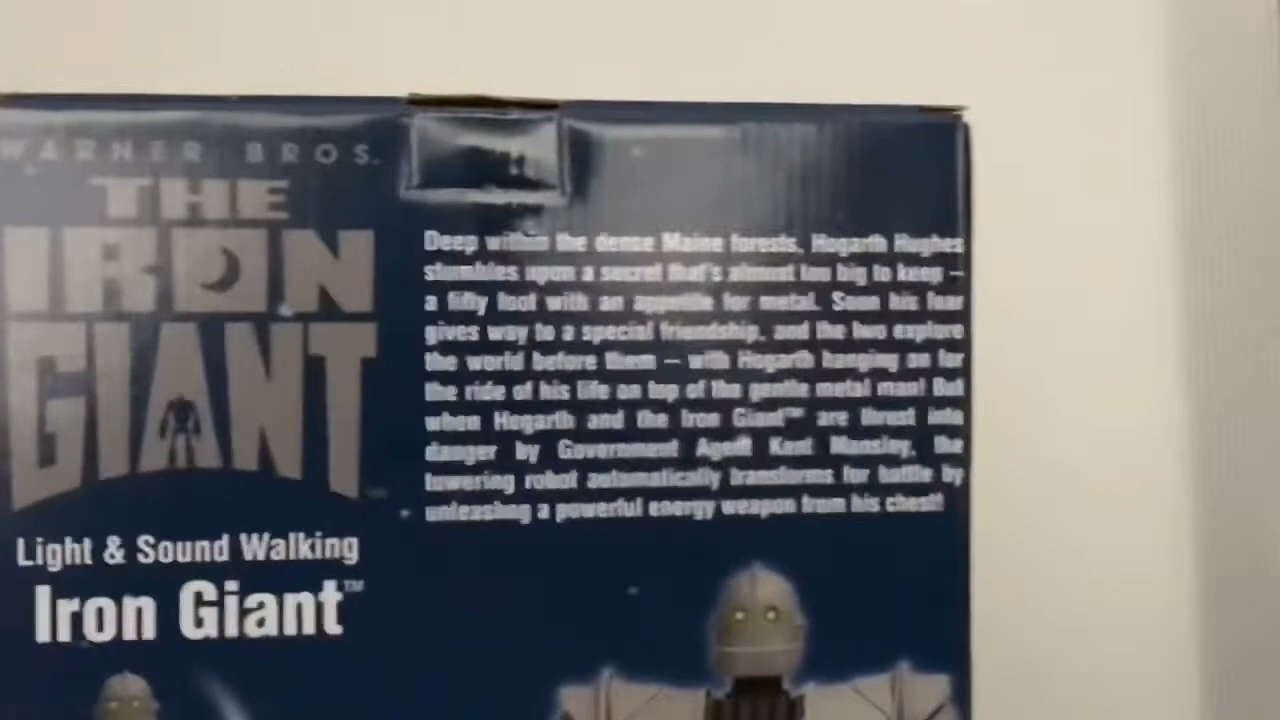 WARNER BROS.
THE
IRON
GIANT
Light & Sound Walking
Iron Giant™
Deep within the dense Maine forests, Hogarth Hughes
stumbles upon a secret that's almost too big to keep –
a fifty foot with an appetite for metal. Soon his fear
gives way to a special friendship, and the two explore
the world before them – with Hogarth hanging on for
the ride of his life on top of the gentle metal man! But
when Hogarth and the Iron Giant™ are thrust into
danger by Government Agent Kent Mansley, the
towering robot automatically transforms for battle by
unleashing a powerful energy weapon from his chest!